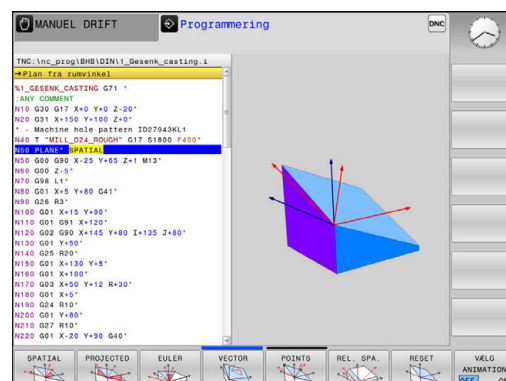 MANUEL DRIFT
Programmering
DNC
TNC:\nc_prog\BHB\DIN\1_Gesenk_casting.i
→Plan fra rumvinkel
%1_GESENK_CASTING G71 *
;ANY COMMENT
N10 G30 G17 X+0 Y+0 Z-20*
N20 G31 X+150 Y+100 Z+0*
* - Machine hole pattern ID27943KL1
N40 T "MILL_D24_ROUGH" G17 S1800 F400*
N50 PLANE* SPATIAL
N50 G00 G90 X-25 Y+65 Z+1 M13*
N60 G00 Z-5*
N70 G98 L1*
N80 G01 X+5 Y+80 G41*
N90 G26 R3*
N100 G01 X+15 Y+90*
N110 G01 G91 X+120*
N120 G02 G90 X+145 Y+80 I+135 J+80*
N130 G01 Y+50*
N140 G25 R20*
N150 G01 X+130 Y+5*
N160 G01 X+100*
N170 G03 X+50 Y+12 R+30*
N180 G01 X+5*
N190 G24 R10*
N200 G01 Y+80*
N210 G27 R10*
N220 G01 X-20 Y+90 G40*
SPATIAL
PROJECTED
EULER
VECTOR
POINTS
REL. SPA.
RESET
VÆLG
ANIMATION
OFF